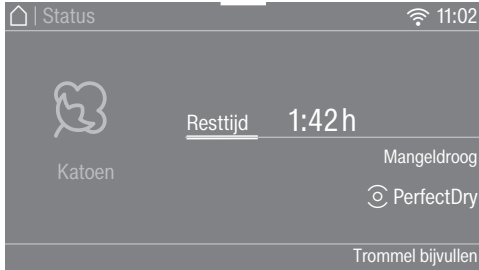 Status 11:02
Resttijd 1:42 h
Katoen
Mangeldroog
PerfectDry
Trommel bijvullen